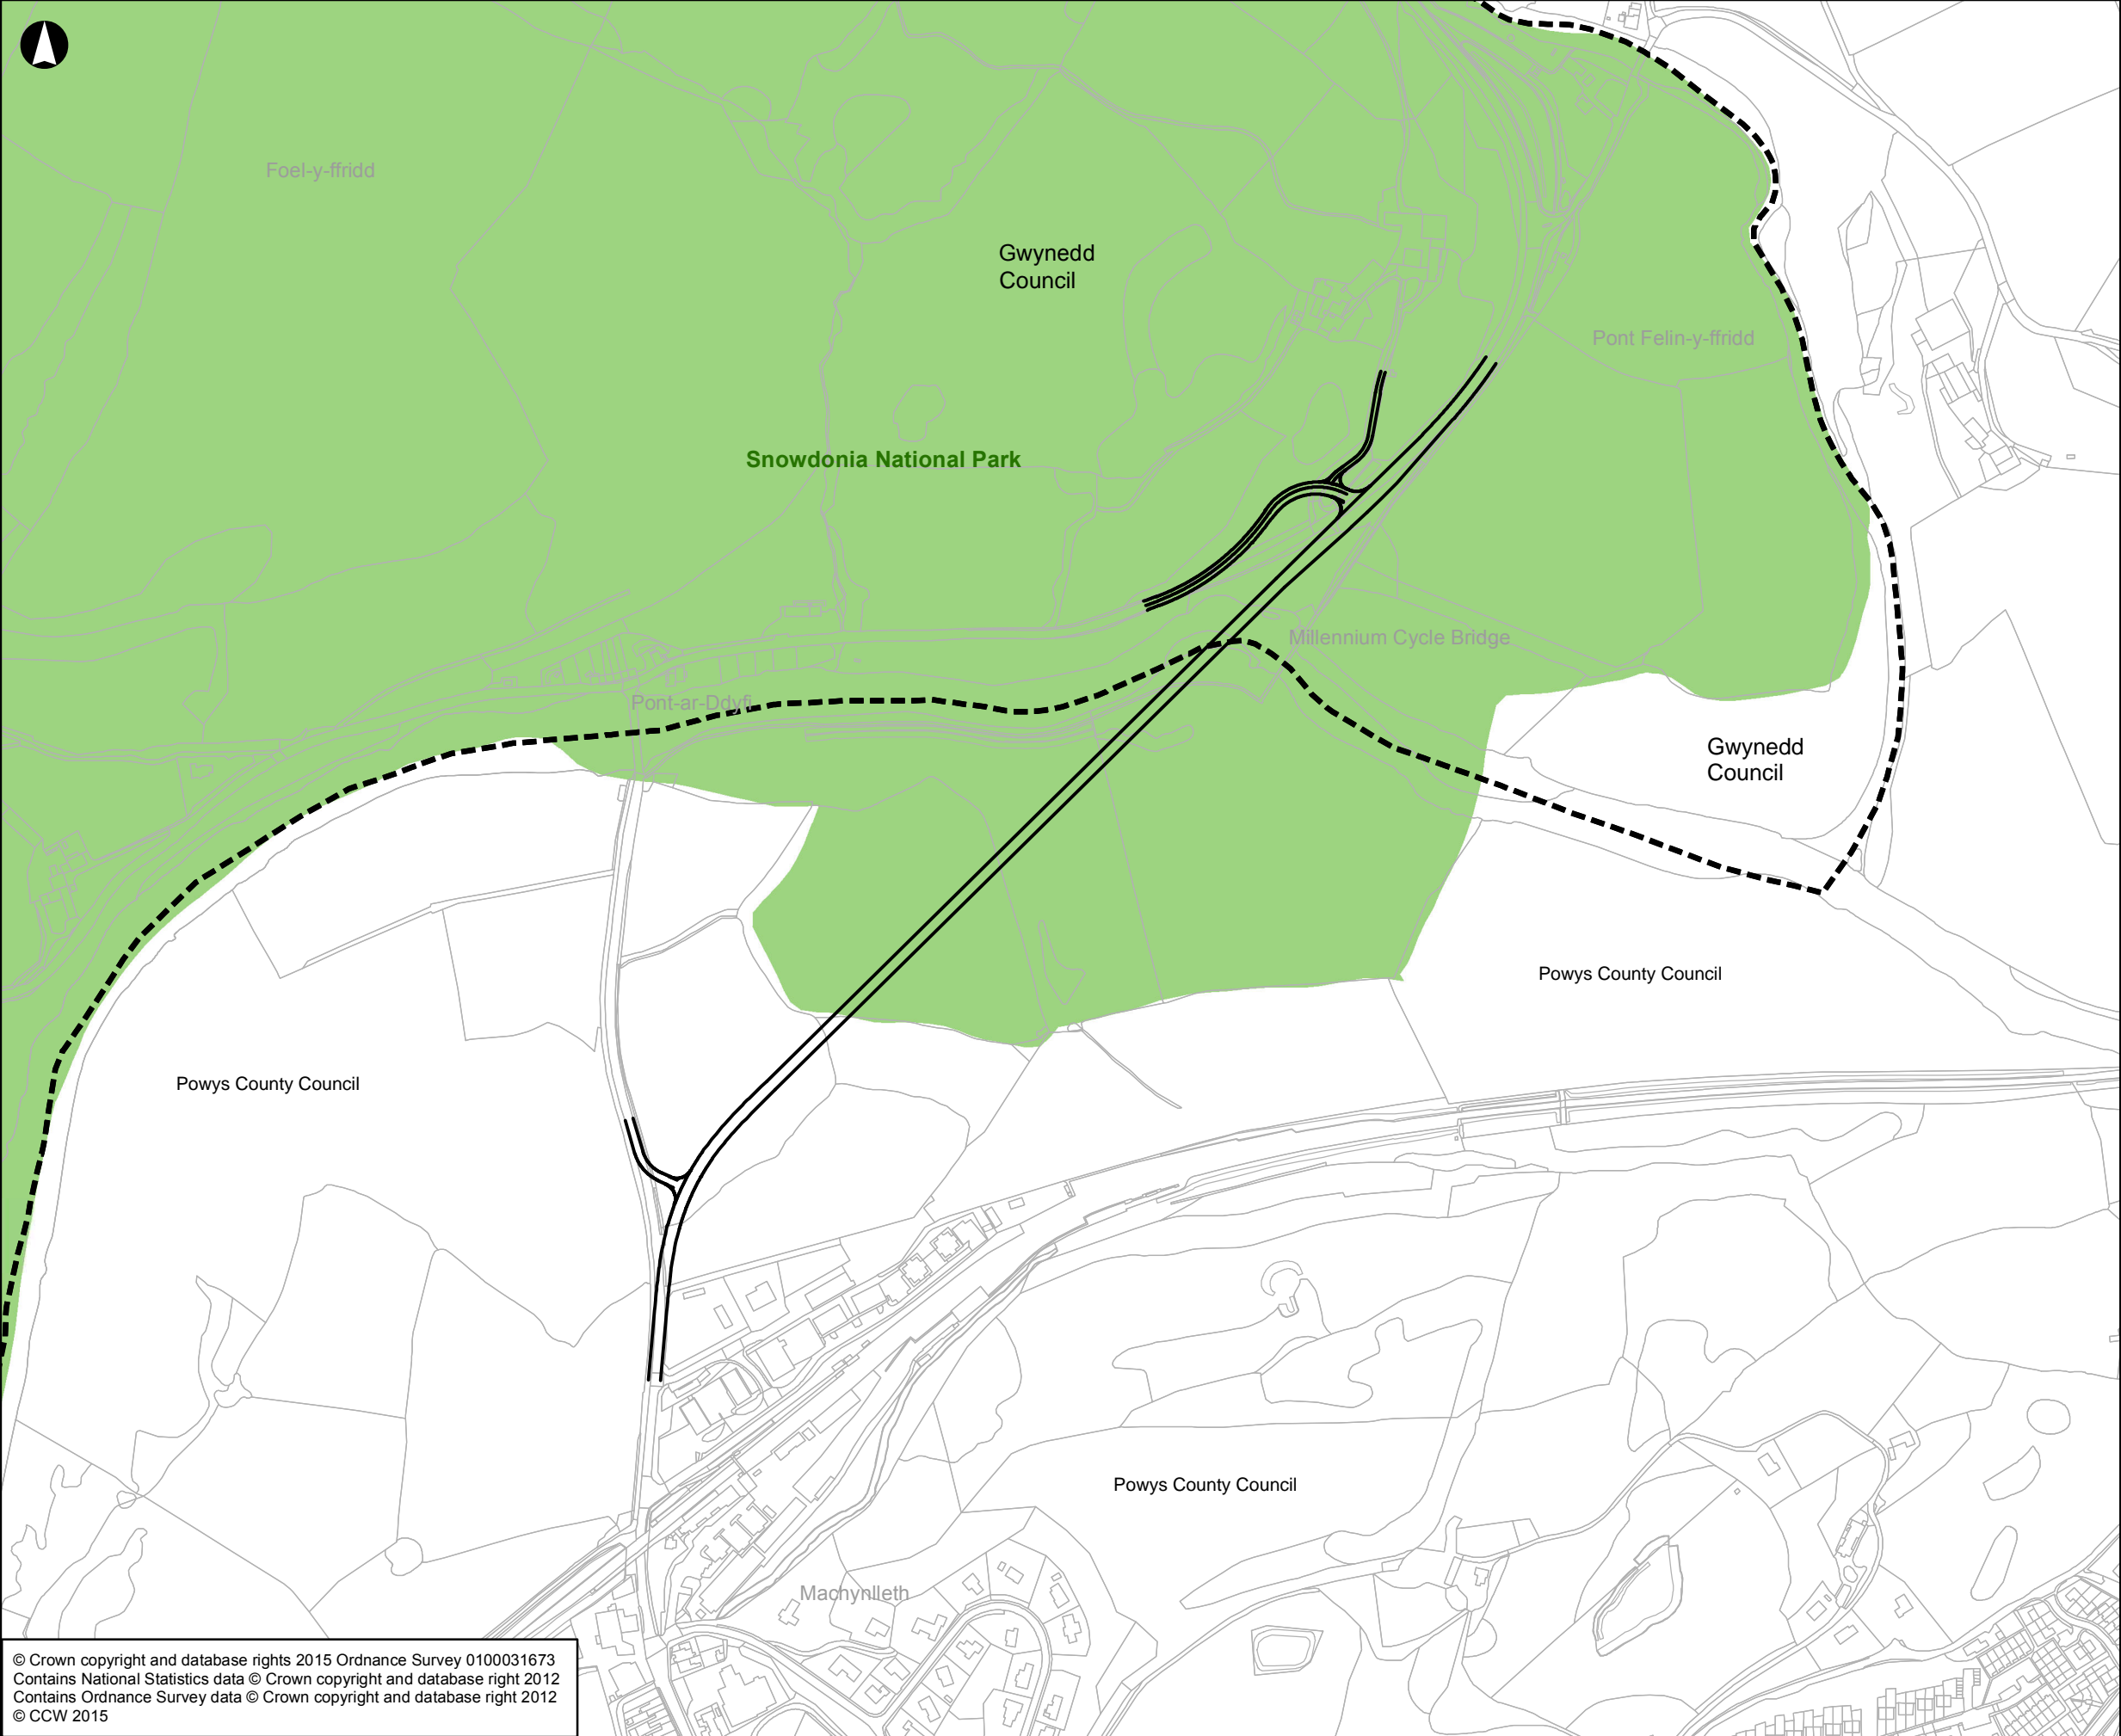 Foel-y-ffridd
Gwynedd
Council
Pont Felin-y-ffridd
Snowdonia National Park
Millennium Cycle Bridge
Pont-ar-Ddyfi
Gwynedd
Council
Powys County Council
Powys County Council
Powys County Council
Machynlleth
© Crown copyright and database rights 2015 Ordnance Survey 0100031673
Contains National Statistics data © Crown copyright and database right 2012
Contains Ordnance Survey data © Crown copyright and database right 2012
© CCW 2015